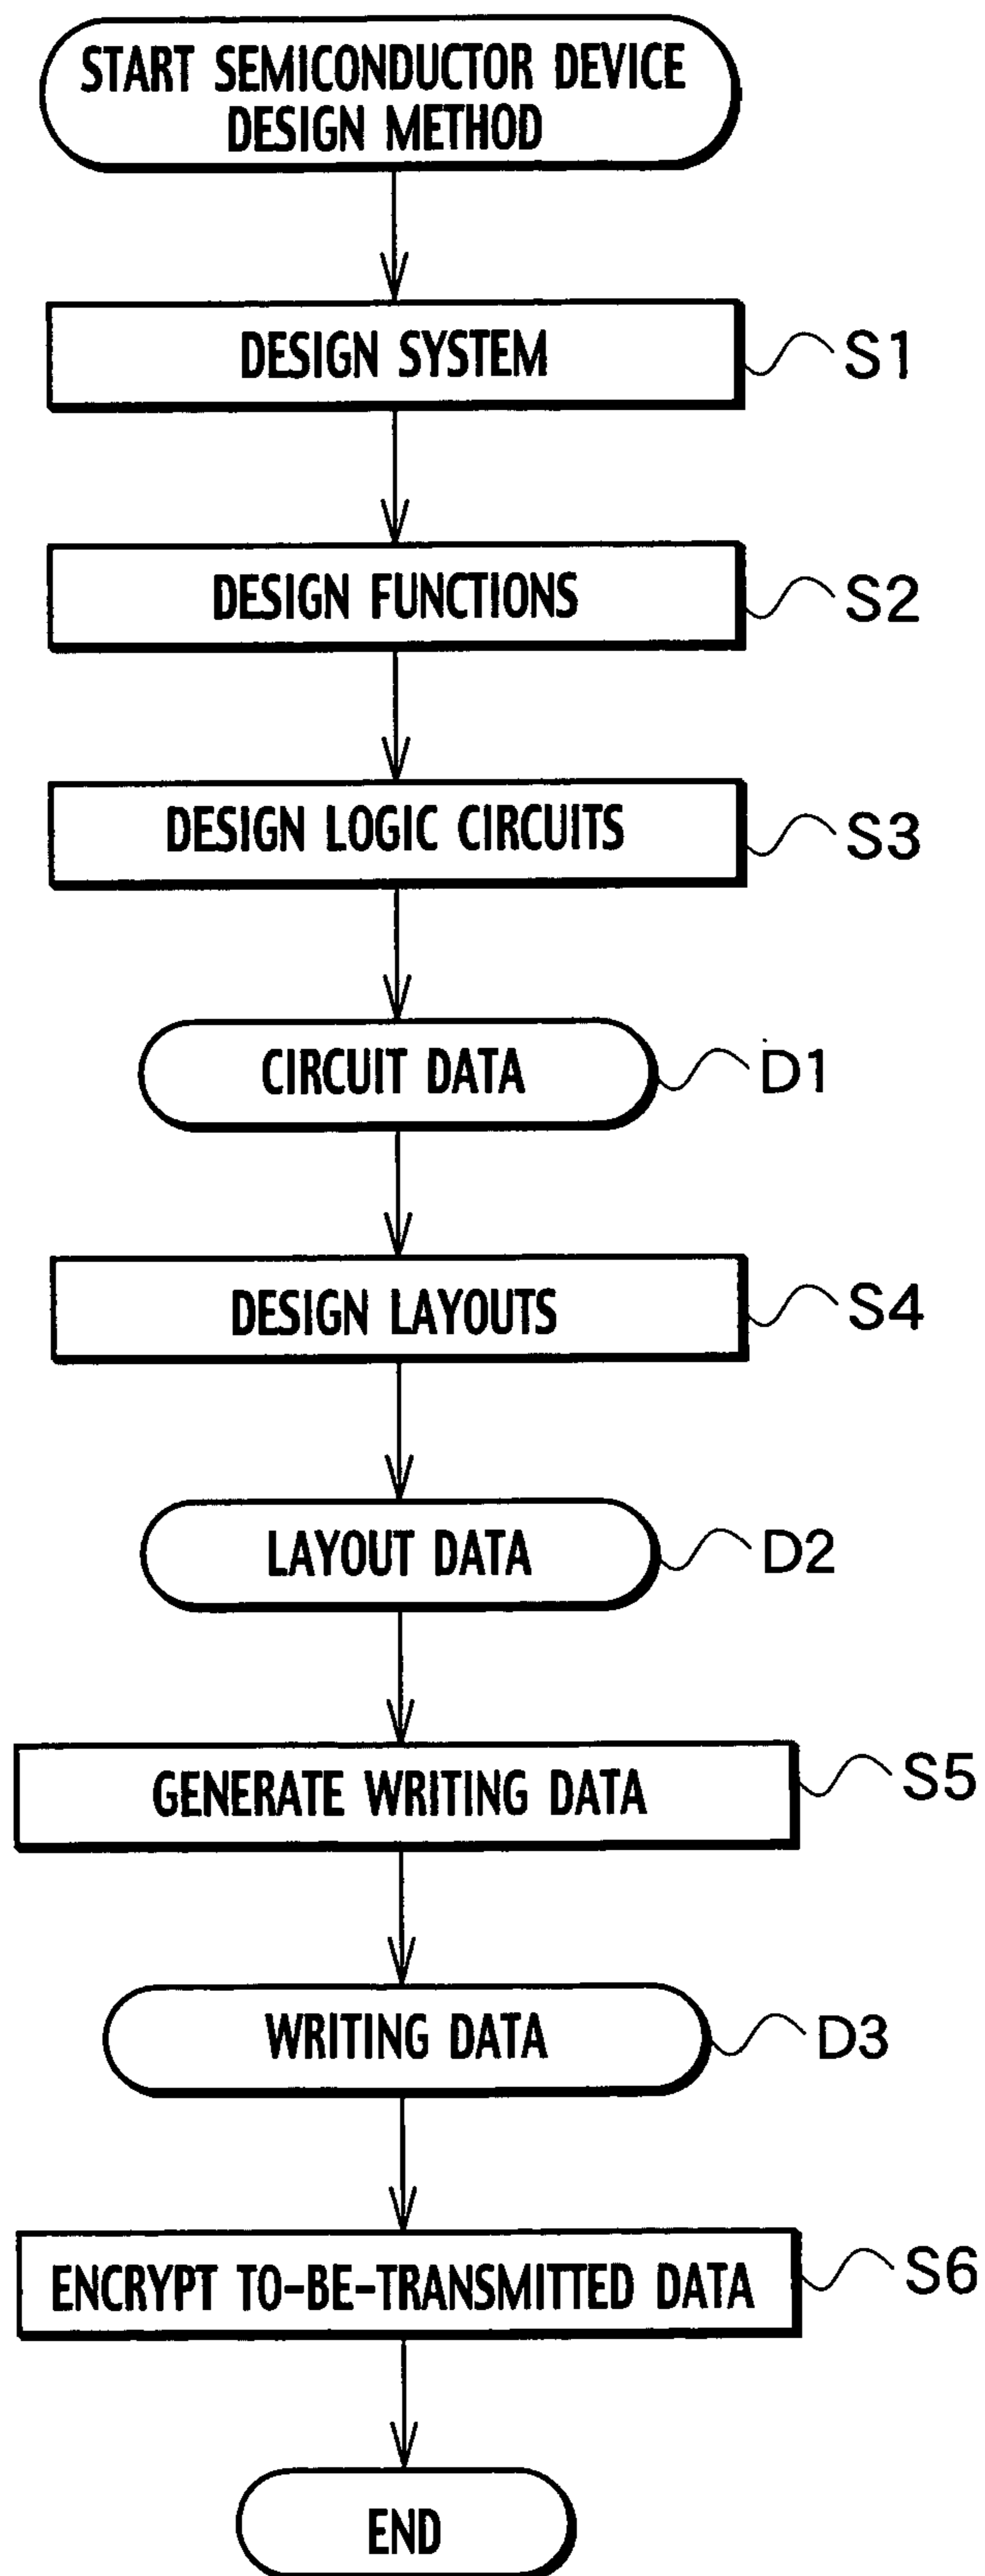 START SEMICONDUCTOR DEVICE
DESIGN METHOD
DESIGN SYSTEM
S1
DESIGN FUNCTIONS
S2
DESIGN LOGIC CIRCUITS
S3
CIRCUIT DATA
D1
DESIGN LAYOUTS
S4
LAYOUT DATA
D2
GENERATE WRITING DATA
S5
WRITING DATA
D3
ENCRYPT TO-BE-TRANSMITTED DATA
S6
END